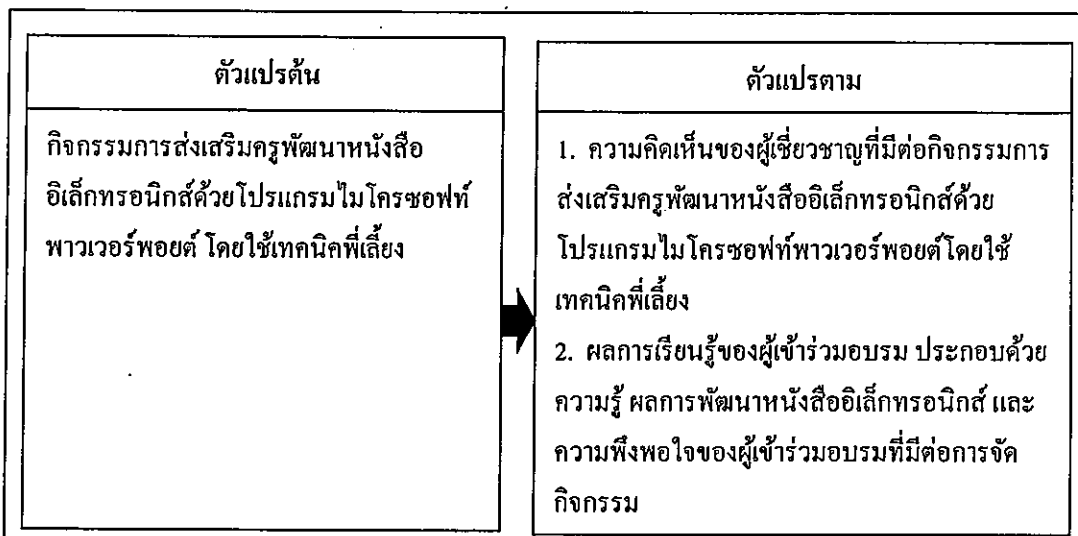 ตัวแปรต้น
กิจกรรมการส่งเสริมครูพัฒนาหนังสือ
อิเล็กทรอนิกส์ด้วยโปรแกรมไมโครซอฟท์
พาวเวอร์พอยต์ โดยใช้เทคนิคพี่เลี้ยง
ตัวแปรตาม
1. ความคิดเห็นของผู้เชี่ยวชาญที่มีต่อกิจกรรมการ
ส่งเสริมครูพัฒนาหนังสืออิเล็กทรอนิกส์ด้วย
โปรแกรมไมโครซอฟท์พาวเวอร์พอยต์โดยใช้
เทคนิคพี่เลี้ยง
2. ผลการเรียนรู้ของผู้เข้าร่วมอบรม ประกอบด้วย
ความรู้ ผลการพัฒนาหนังสืออิเล็กทรอนิกส์ และ
ความพึงพอใจของผู้เข้าร่วมอบรมที่มีต่อการจัด
กิจกรรม